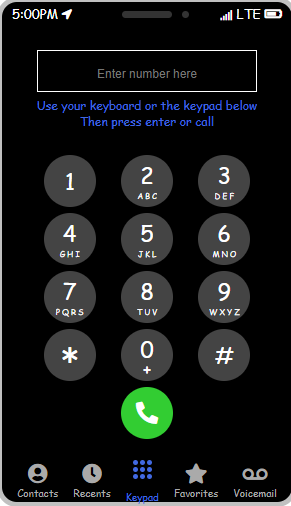 5:00PM LTE
Enter number here
Use your keyboard or the keypad below
Then press enter or call
1 2 3
ABC DEF
4 5 6
GHI JKL MNO
7 8 9
PQRS TUV WXYZ
* 0 #
+
Contacts Recents Keypad Favorites Voicemail